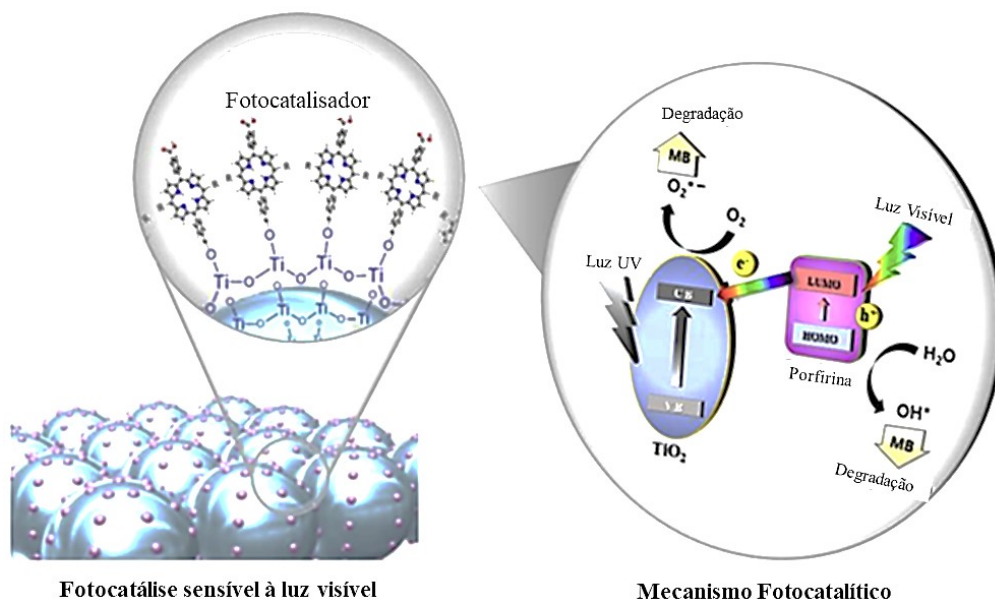 Fotocatalisador
O
O
O
O
Ti
O
Ti
O
Ti
O
Ti
O
O
O
O
O
Ti
O
Ti
O
Ti
O
Ti
O
Degradação
MB
O₂•−
O₂
Luz UV
e-
Luz Visível
CB
LUMO
h+
HOMO
H₂O
Porfirina
VB
TiO₂
OH•
MB
Degradação
Fotocatálise sensível à luz visível
Mecanismo Fotocatalítico